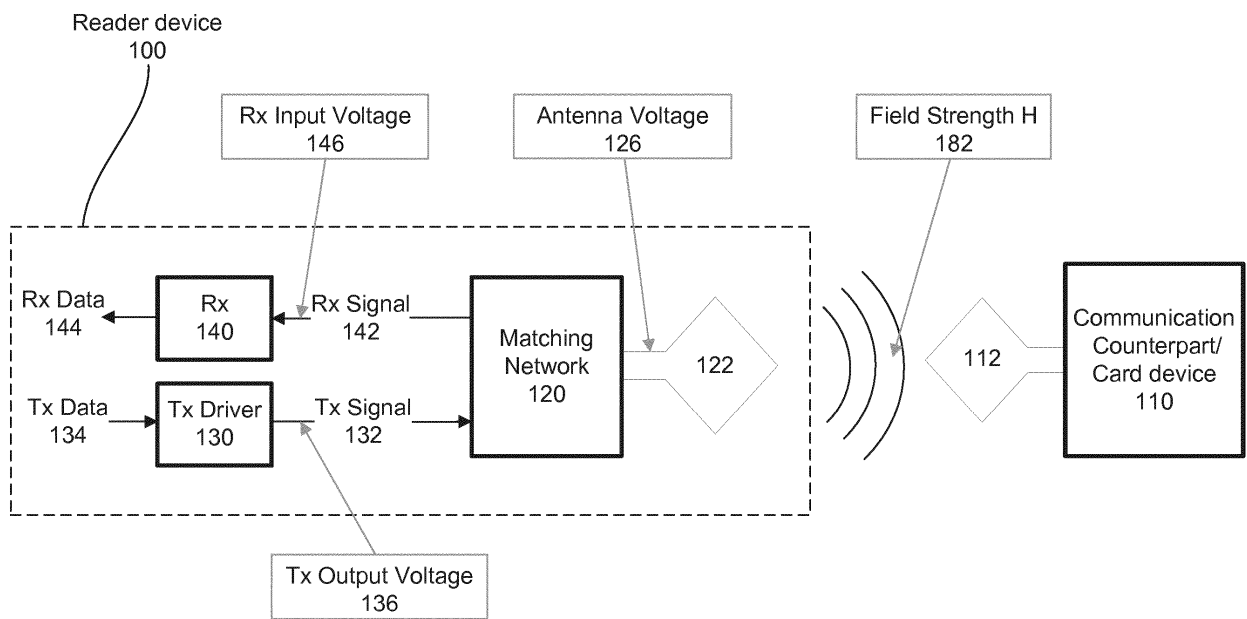 Reader device
100
Rx Input Voltage
146
Antenna Voltage
126
Field Strength H
182
Rx Data
144
Rx
140
Rx Signal
142
Matching
Network
120
122
112
Communication
Counterpart/
Card device
110
Tx Data
134
Tx Driver
130
Tx Signal
132
Tx Output Voltage
136